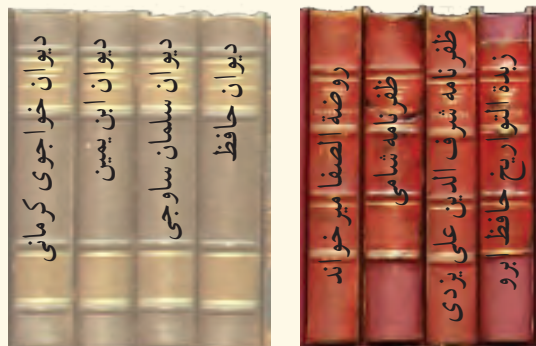 زبدة التواریخ حافظ برو
ظفرنامه شرف الدین علی یزدی
ظفرنامه شامی
روضة الصفا میرخواند
دیوان حافظ
دیوان سلمان ساوجی
دیوان ابن یمین
دیوان خواجوی کرمانی